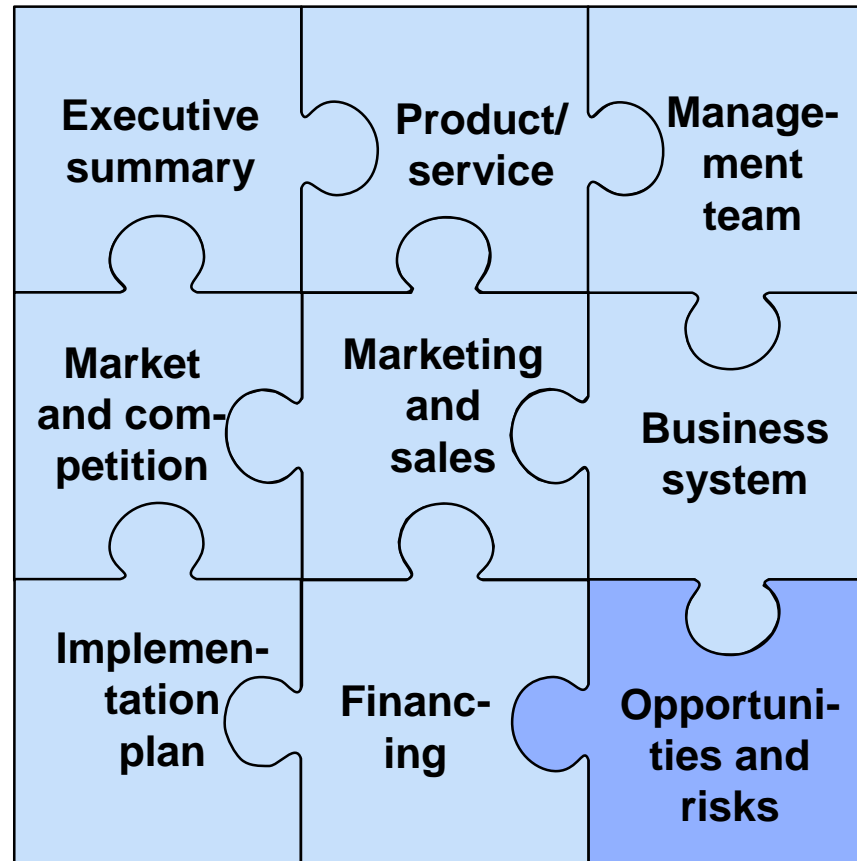 Executive
summary
Product/
service
Manage-
ment
team
Market
and com-
petition
Marketing
and
sales
Business
system
Implemen-
tation
plan
Financ-
ing
Opportuni-
ties and
risks